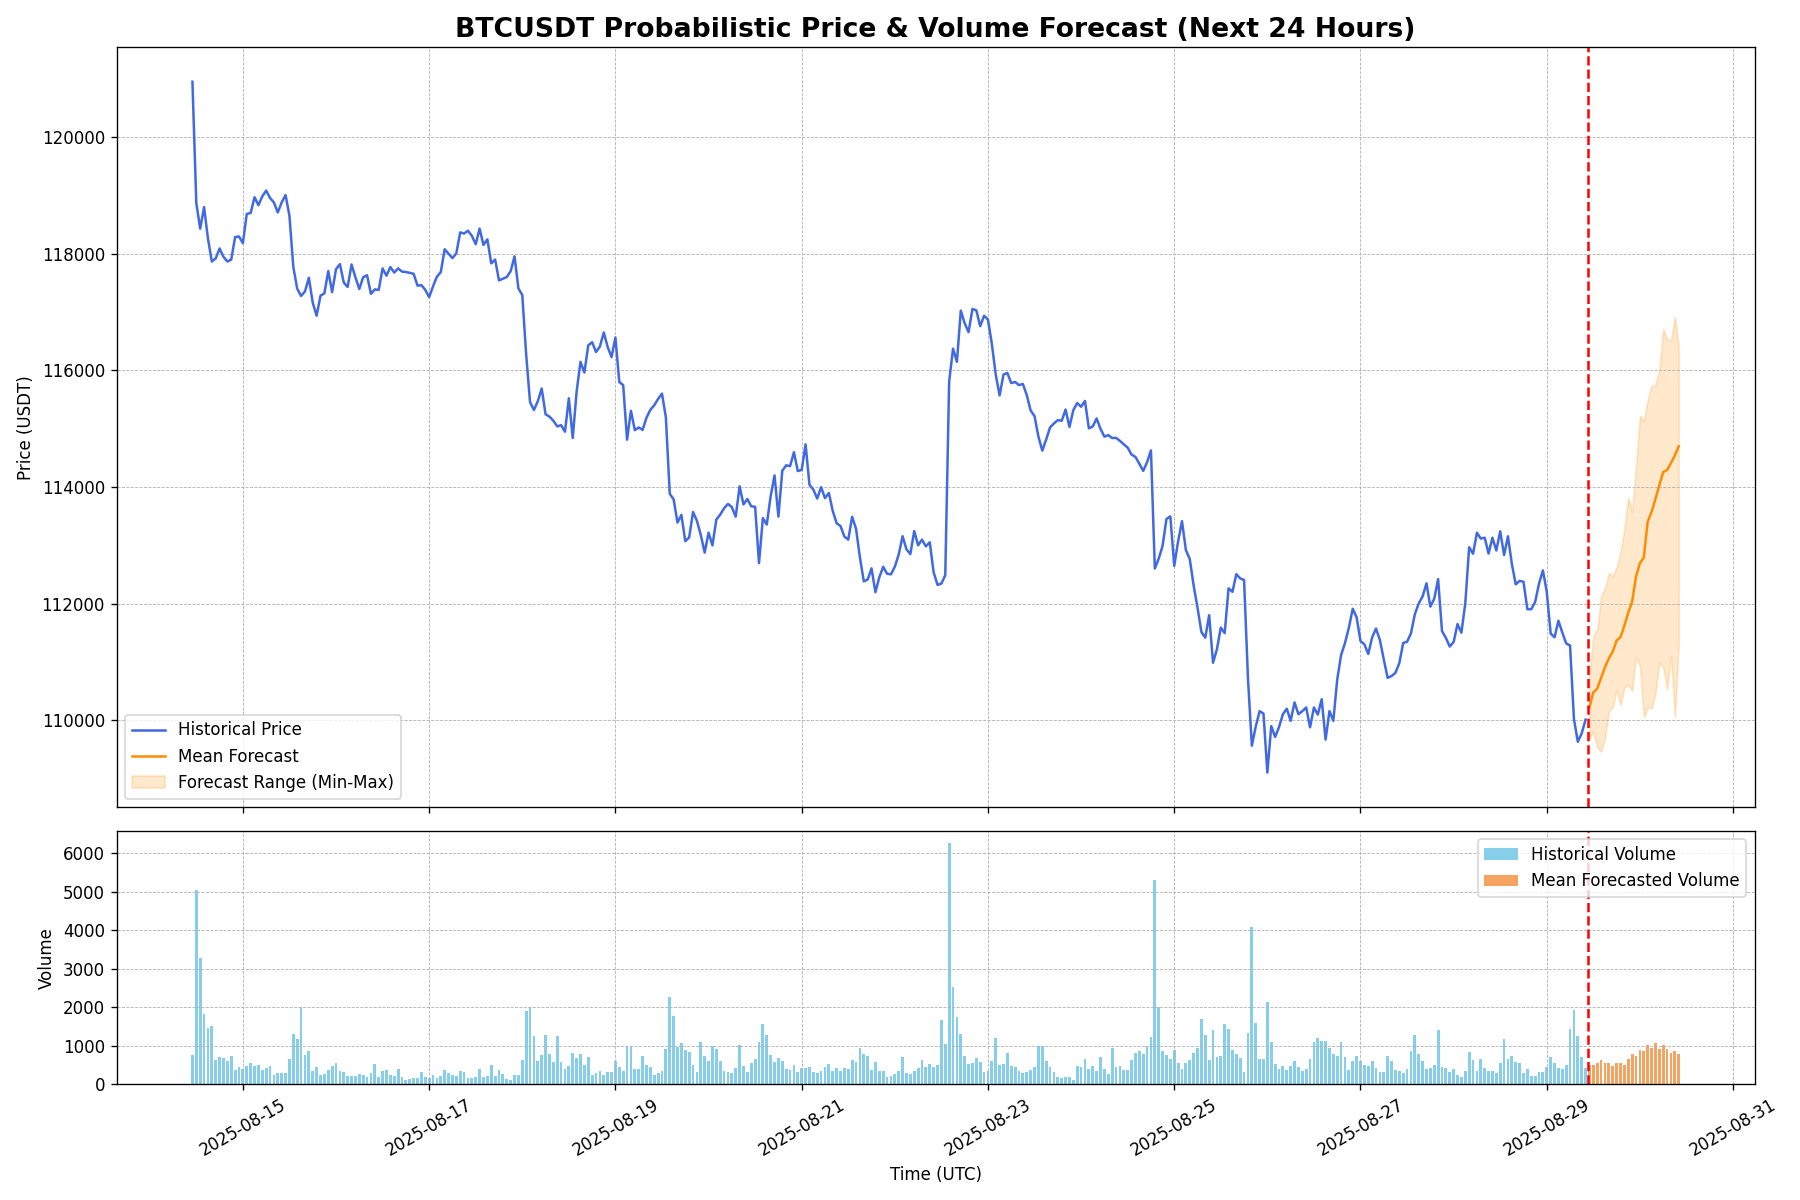 BTCUSDT Probabilistic Price & Volume Forecast (Next 24 Hours)
Price (USDT)
120000
118000
116000
114000
112000
110000
Historical Price
Mean Forecast
Forecast Range (Min-Max)
Volume
6000
5000
4000
3000
2000
1000
0
Historical Volume
Mean Forecasted Volume
2025-08-15
2025-08-17
2025-08-19
2025-08-21
2025-08-23
2025-08-25
2025-08-27
2025-08-29
2025-08-31
Time (UTC)